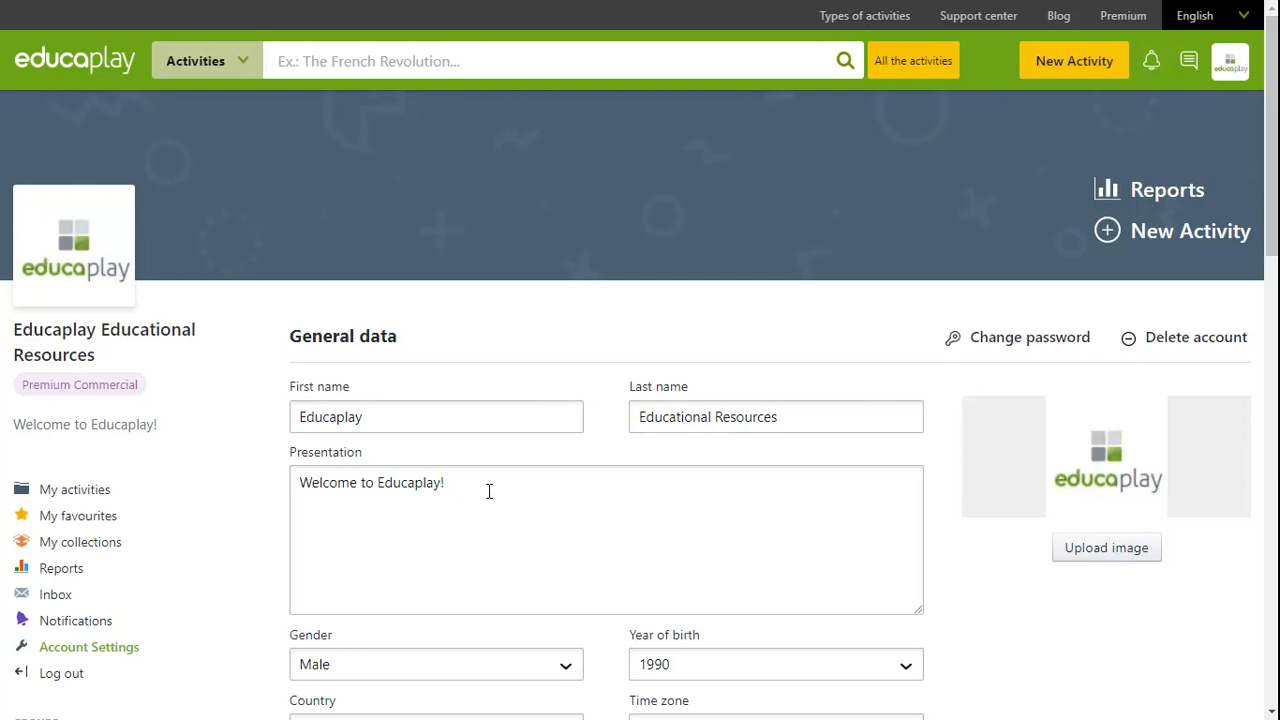 Types of activities Support center Blog Premium English
educaplay Activities Ex.: The French Revolution... All the activities New Activity educaplay
Reports
New Activity
educaplay
Educaplay Educational
Resources
Premium Commercial
Welcome to Educaplay!
My activities
My favourites
My collections
Reports
Inbox
Notifications
Account Settings
Log out
General data Change password Delete account
First name Last name
Educaplay Educational Resources
Presentation
Welcome to Educaplay!
educaplay
Upload image
Gender Year of birth
Male 1990
Country Time zone